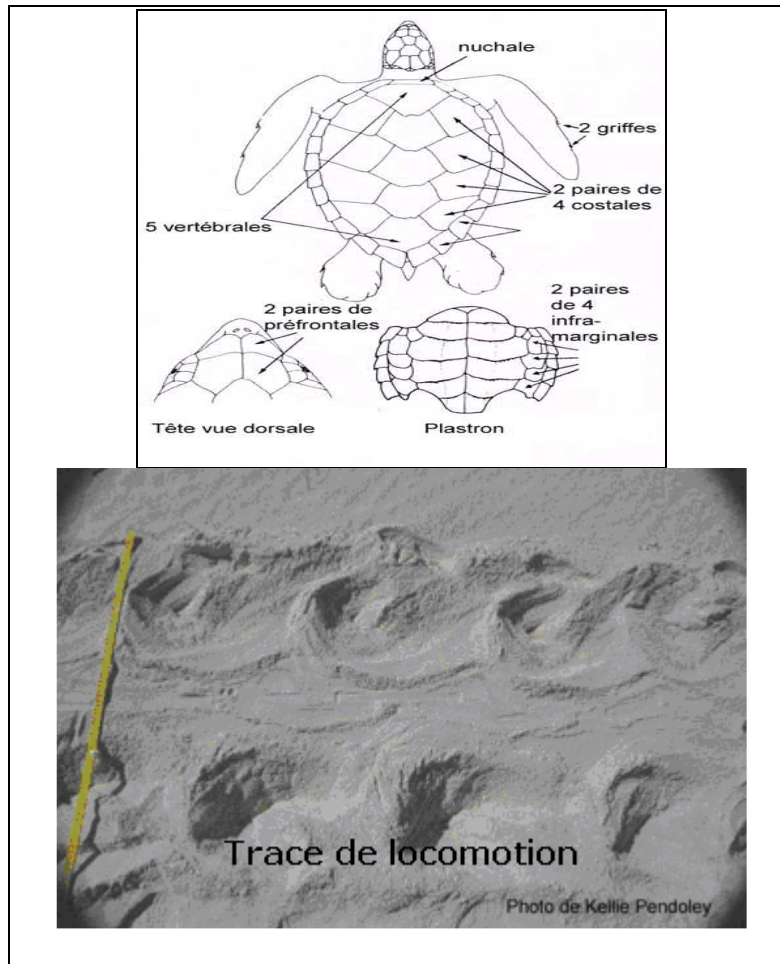 nuchale
2 griffes
2 paires de
4 costales
5 vertébrales
2 paires de
préfrontales
2 paires
de 4
infra-
marginales
Tête vue dorsale
Plastron
Trace de locomotion
Photo de Kellie Pendoley